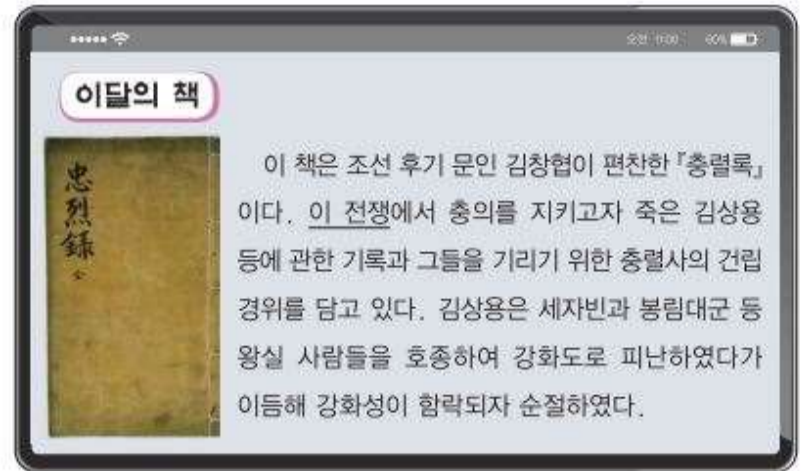 오전 11:00 80%
이달의 책
忠烈錄 全
이 책은 조선 후기 문인 김창협이 편찬한 『충렬록』
이다. 이 전쟁에서 충의를 지키고자 죽은 김상용
등에 관한 기록과 그들을 기리기 위한 충렬사의 건립
경위를 담고 있다. 김상용은 세자빈과 봉림대군 등
왕실 사람들을 호종하여 강화도로 피난하였다가
이듬해 강화성이 함락되자 순절하였다.